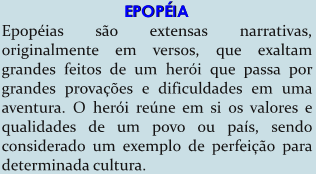 EPOPÉIA
Epopéias são extensas narrativas,
originalmente em versos, que exaltam
grandes feitos de um herói que passa por
grandes provações e dificuldades em uma
aventura. O herói reúne em si os valores e
qualidades de um povo ou país, sendo
considerado um exemplo de perfeição para
determinada cultura.